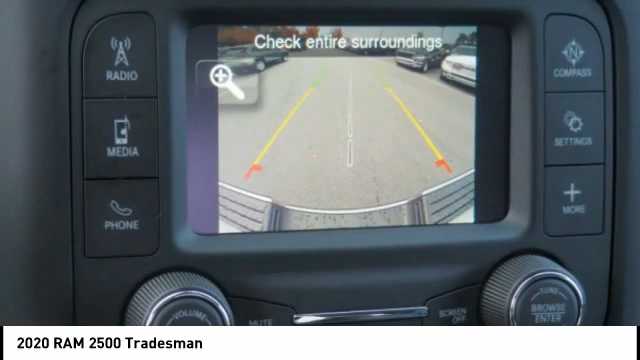 Check entire surroundings
RADIO
MEDIA
PHONE
N
COMPASS
SETTINGS
MORE
VOLUME
MUTE
SCREEN
OFF
TUNE
BROWSE
ENTER
2020 RAM 2500 Tradesman